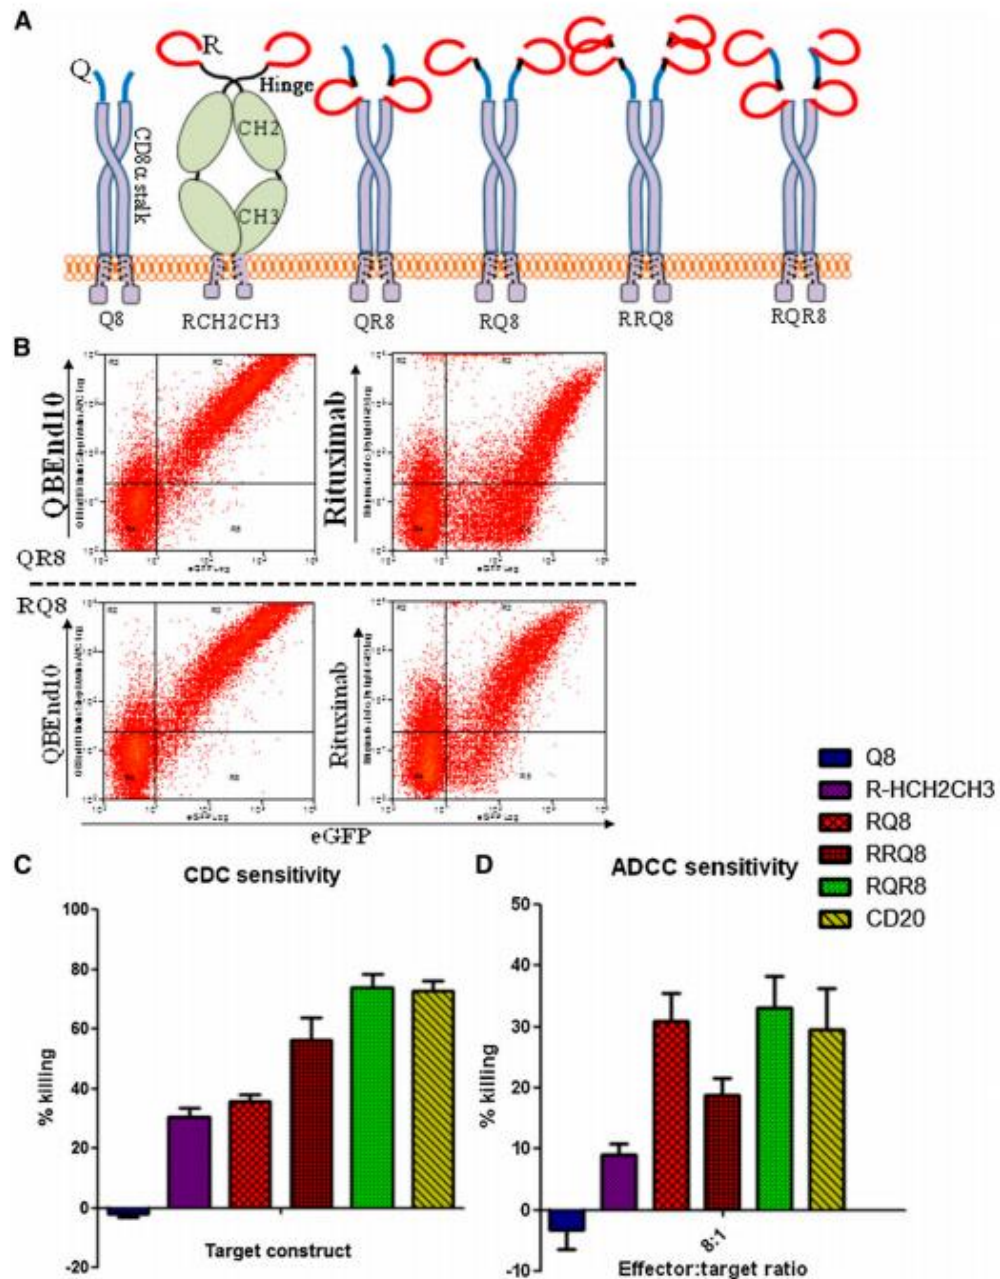 A
Q
R
Hinge
CH2
CD8α stalk
CH3
Q8
RCH2CH3
QR8
RQ8
RRQ8
RQR8
B
QBEnd10
Rituximab
QR8
RQ8
QBEnd10
Rituximab
eGFP
Q8
R-HCH2CH3
RQ8
RRQ8
RQR8
CD20
C
CDC sensitivity
% killing
100
80
60
40
20
0
-20
Target construct
D
ADCC sensitivity
% killing
50
40
30
20
10
0
-10
8:1
Effector:target ratio